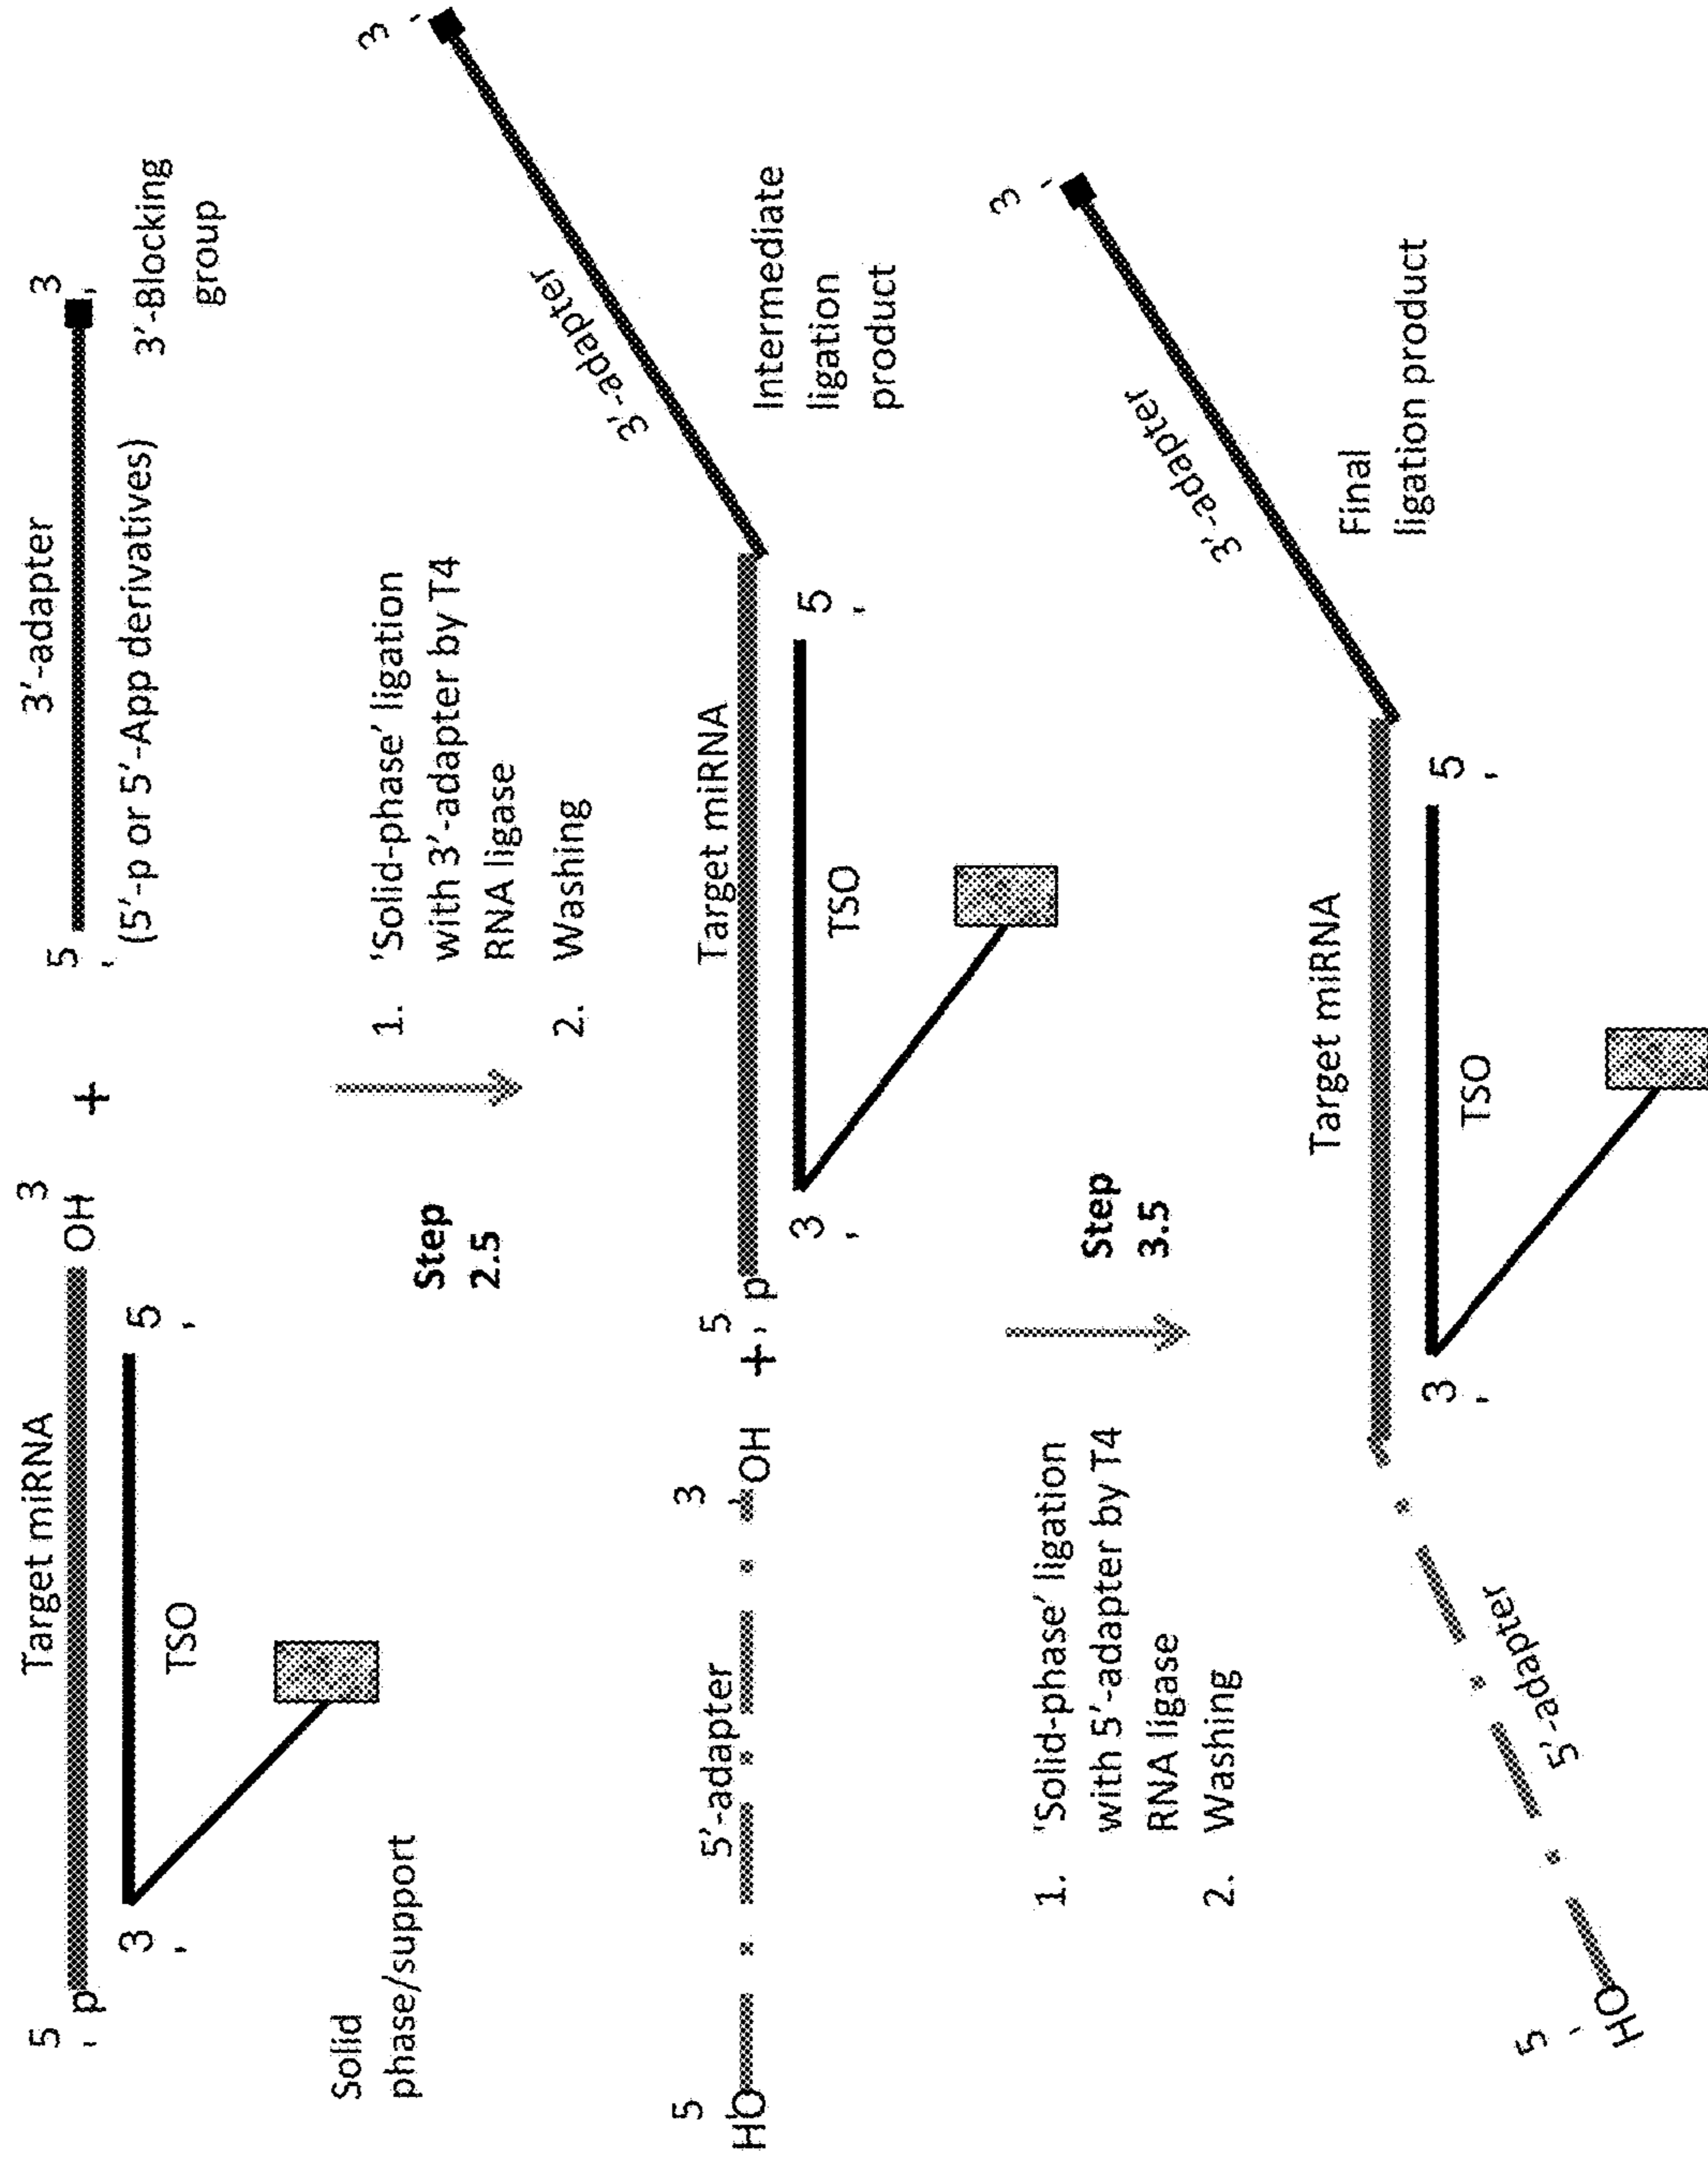 Target miRNA
5'
p
OH
3
+
3'-adapter
5'
3'
(5'-p or 5'-App derivatives)
3'-Blocking
group
3'
5'
TSO
Solid
phase/support
Step
2.5
1. 'Solid-phase' ligation
with 3'-adapter by T4
RNA ligase
2. Washing
5'
HO
5'-adapter
3'
OH
+
5'
p
Target miRNA
3'-adapter
3'
3'
5'
TSO
Intermediate
ligation
product
1. 'Solid-phase' ligation
with 5'-adapter by T4
RNA ligase
2. Washing
Step
3.5
Target miRNA
3'-adapter
3'
3'
5'
TSO
5'-adapter
5'
HO
Final
ligation product